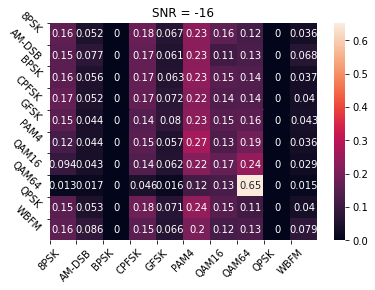 SNR = -16
8PSK 0.16 0.052 0 0.18 0.067 0.23 0.16 0.12 0 0.036
AM-DSB 0.15 0.077 0 0.17 0.061 0.23 0.11 0.13 0 0.068
BPSK 0.16 0.056 0 0.17 0.063 0.23 0.15 0.14 0 0.037
CPFSK 0.17 0.052 0 0.17 0.072 0.22 0.14 0.14 0 0.04
GFSK 0.15 0.044 0 0.14 0.08 0.23 0.15 0.16 0 0.043
PAM4 0.12 0.044 0 0.15 0.057 0.27 0.13 0.19 0 0.036
QAM16 0.094 0.043 0 0.14 0.062 0.22 0.17 0.24 0 0.029
QAM64 0.013 0.017 0 0.046 0.016 0.12 0.13 0.65 0 0.015
QPSK 0.15 0.053 0 0.18 0.071 0.24 0.15 0.11 0 0.04
WBFM 0.16 0.086 0 0.15 0.066 0.2 0.12 0.13 0 0.079
8PSK AM-DSB BPSK CPFSK GFSK PAM4 QAM16 QAM64 QPSK WBFM
0.6
0.5
0.4
0.3
0.2
0.1
0.0